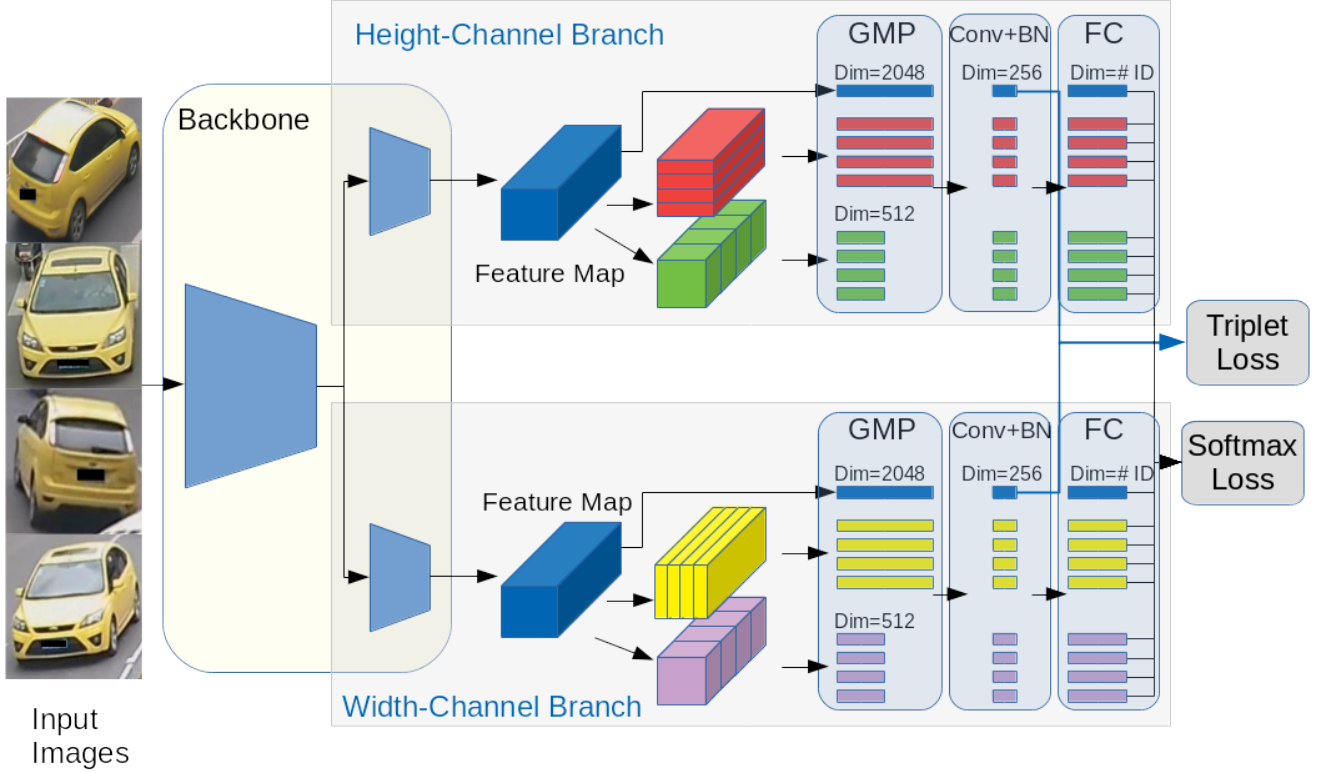 Height-Channel Branch
GMP
Conv+BN
FC
Dim=2048
Dim=256
Dim=# ID
Backbone
Dim=512
Feature Map
Triplet
Loss
GMP
Conv+BN
FC
Dim=2048
Dim=256
Dim=# ID
Softmax
Loss
Feature Map
Dim=512
Width-Channel Branch
Input
Images